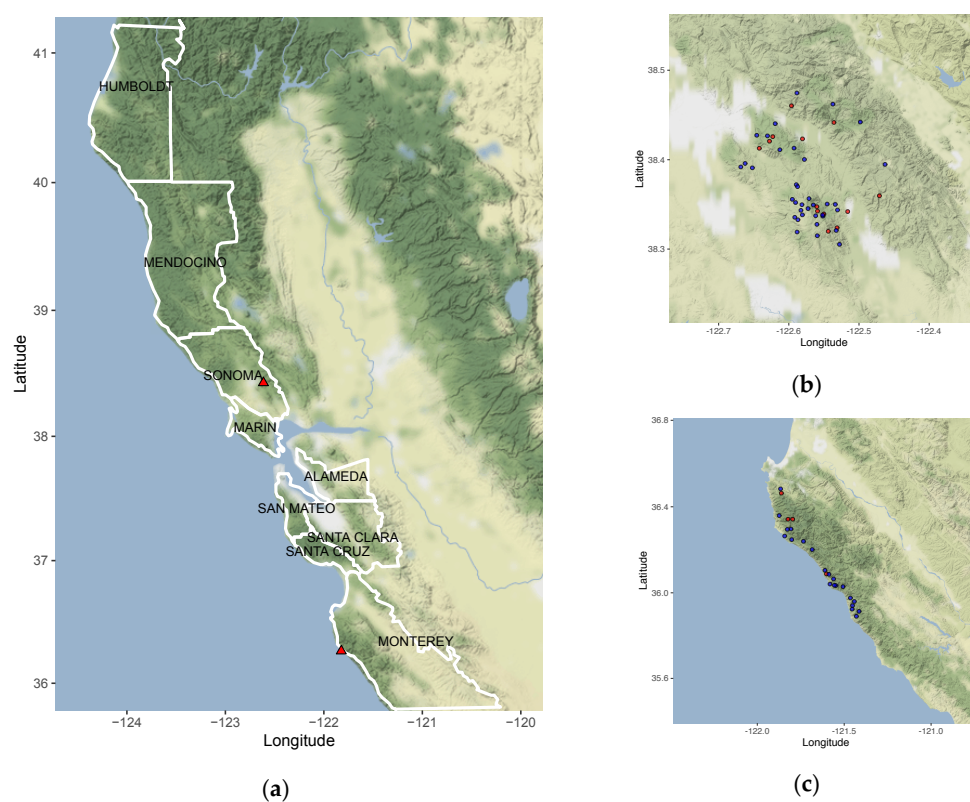 41
40
39
38
37
36
Latitude
HUMBOLDT
MENDOCINO
SONOMA
MARIN
ALAMEDA
SAN MATEO
SANTA CLARA
SANTA CRUZ
MONTEREY
−124 −123 −122 −121 −120
Longitude
(a)
38.5
38.4
38.3
Latitude
-122.7 -122.6 -122.5 -122.4
Longitude
(b)
36.8
36.4
36.0
35.6
Latitude
-122.0 -121.5 -121.0
Longitude
(c)